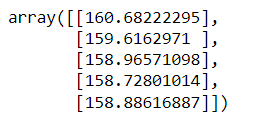 array([[160.68222295],
       [159.6162971 ],
       [158.96571098],
       [158.72801014],
       [158.88616887]])